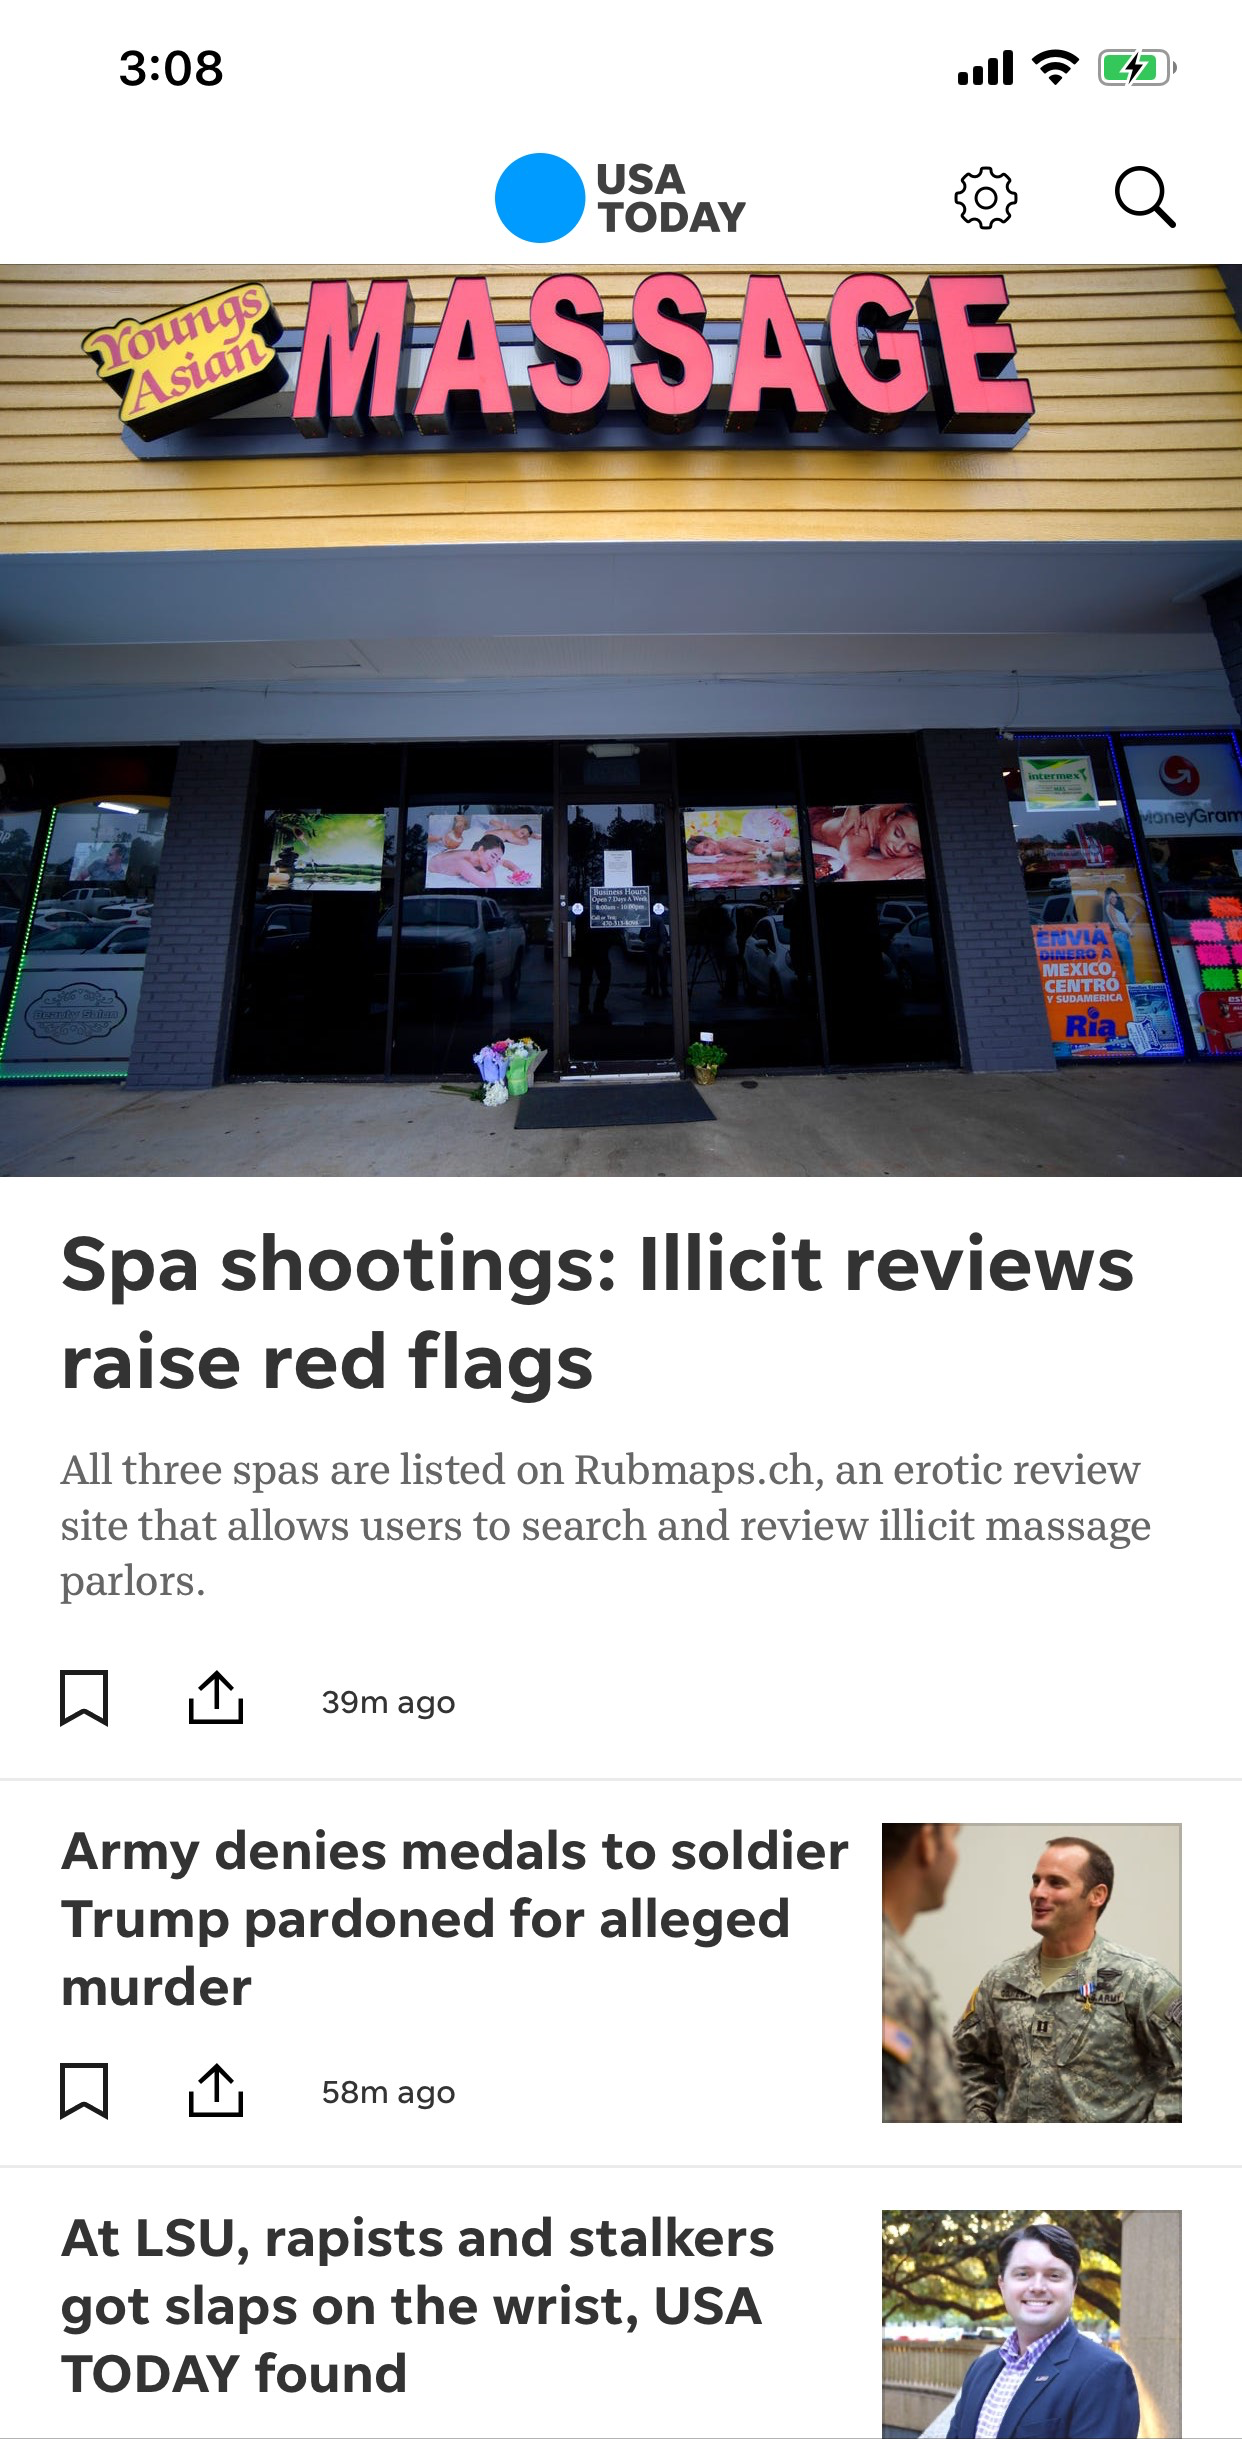 3:08
USA
TODAY
Youngs
Asian
MASSAGE
intermex
MoneyGram
Business Hours
Open 7 Days A Week
ENVIA
DINERO A
MEXICO,
CENTRO
Y SUDAMERICA
Ria
Beauty Salon
Spa shootings: Illicit reviews
raise red flags
All three spas are listed on Rubmaps.ch, an erotic review
site that allows users to search and review illicit massage
parlors.
39m ago
Army denies medals to soldier
Trump pardoned for alleged
murder
ARMY
58m ago
At LSU, rapists and stalkers
got slaps on the wrist, USA
TODAY found